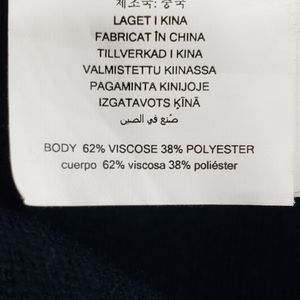 제조국: 중국
LAGET I KINA
FABRICAT ÎN CHINA
TILLVERKAD I KINA
VALMISTETTU KIINASSA
PAGAMINTA KINIJOJE
IZGATAVOTS ĶĪNĀ
صُنع في الصين
BODY 62% VISCOSE 38% POLYESTER
cuerpo 62% viscosa 38% poliéster